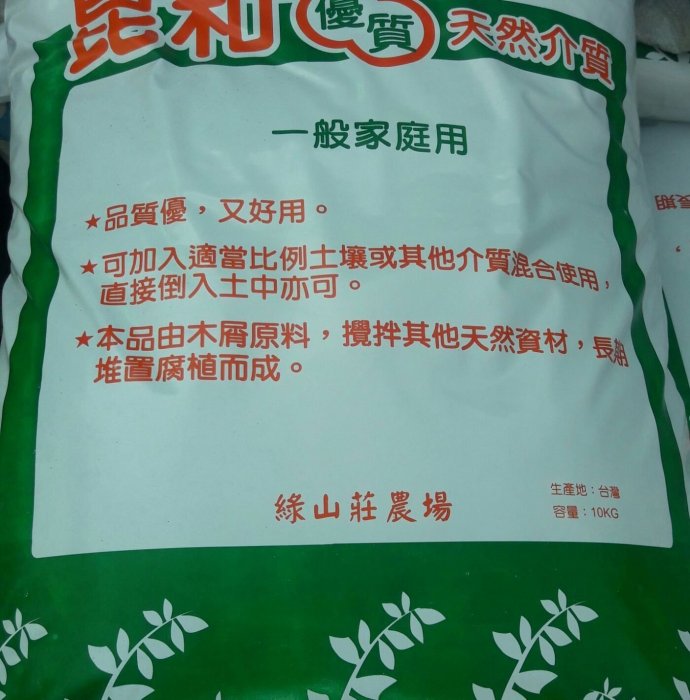 昆和 優質 天然介質
一般家庭用
★品質優，又好用。
★可加入適當比例土壤或其他介質混合使用，
直接倒入土中亦可。
★本品由木屑原料，攪拌其他天然資材，長期
堆置腐植而成。
綠山莊農場
生產地：台灣
容量：10KG
長期